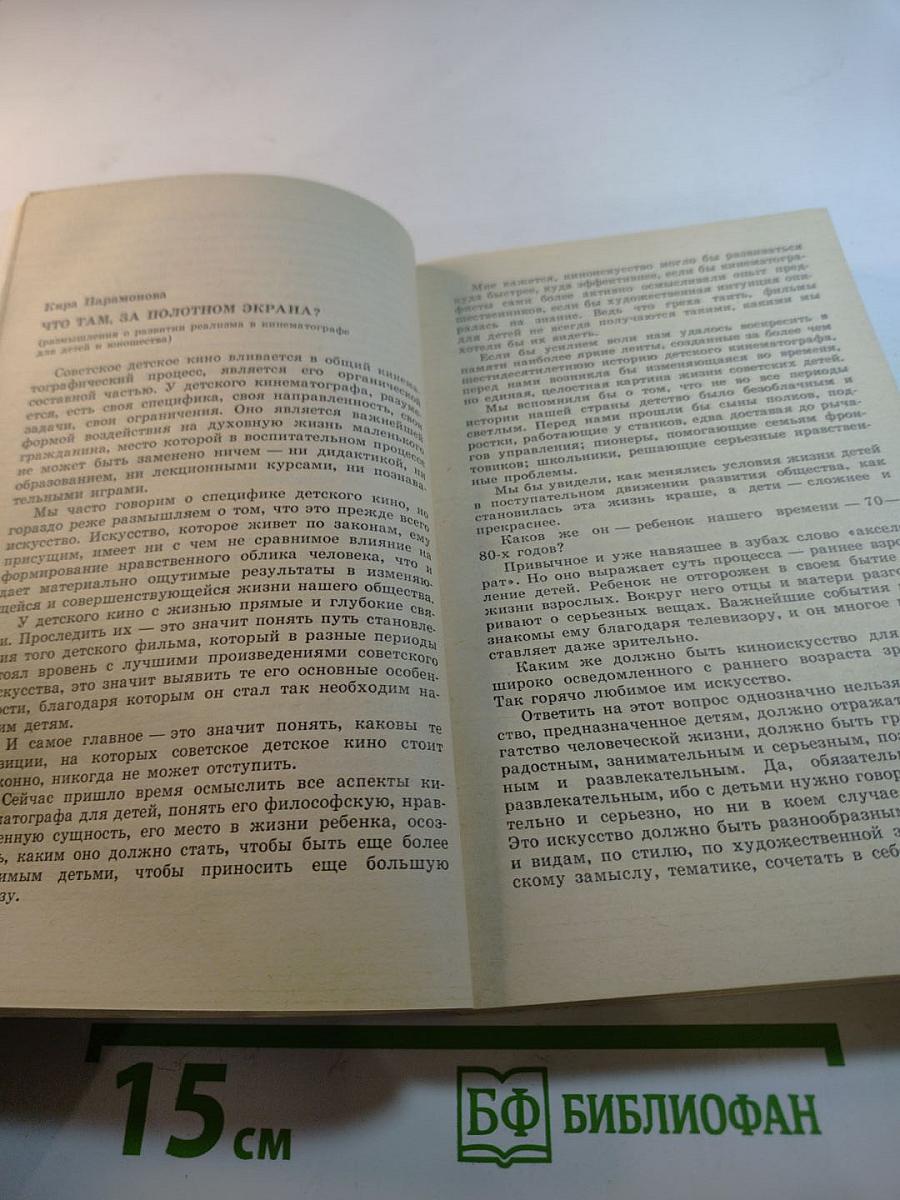 Кира Парамонова
ЧТО ТАМ, ЗА ПОЛОТНОМ ЭКРАНА?
(размышления о развитии реализма в кинематографе
для детей и юношества)
Советское детское кино вливается в общий кинема-
тографический процесс, является его органической
составной частью. У детского кинематографа, разуме-
ется, есть своя специфика, своя направленность, свои
задачи, свои ограничения. Оно является важнейшей
формой воздействия на духовную жизнь маленького
гражданина, место которой в воспитательном процессе
не может быть заменено ничем — ни дидактикой, ни
образованием, ни лекционными курсами, ни познава-
тельными играми.
Мы часто говорим о специфике детского кино, но
гораздо реже размышляем о том, что это прежде всего
искусство. Искусство, которое живет по законам, ему
присущим, имеет ни с чем не сравнимое влияние на
формирование нравственного облика человека, что и
дает материально ощутимые результаты в изменяю-
щейся и совершенствующейся жизни нашего общества.
У детского кино с жизнью прямые и глубокие свя-
и. Проследить их — это значит понять путь становле-
ия того детского фильма, который в разные периоды
тоял вровень с лучшими произведениями советского
скусства, это значит выявить те его основные особен-
ости, благодаря которым он стал так необходим на-
им детям.
И самое главное — это значит понять, каковы те
зиции, на которых советское детское кино стоит
конно, никогда не может отступить.
Сейчас пришло время осмыслить все аспекты ки-
матографа для детей, понять его философскую, нрав-
енную сущность, его место в жизни ребенка, осоз-
ь, каким оно должно стать, чтобы быть еще более
имым детьми, чтобы приносить еще большую
зу.
Мне кажется, киноискусство могло бы развиваться
куда быстрее, куда эффективнее, если бы кинематогра-
фисты сами более активно осмысливали опыт пред-
шественников, если бы художественная интуиция опи-
ралась на знание. Ведь что греха таить, фильмы
для детей не всегда получаются такими, какими мы
хотели бы их видеть.
Если бы усилием воли нам удалось воскресить в
памяти наиболее яркие ленты, созданные за более чем
шестидесятилетнюю историю детского кинематографа,
перед нами возникла бы изменяющаяся во времени,
но единая, целостная картина жизни советских детей.
Мы вспомнили бы о том, что не во все периоды
истории нашей страны детство было безоблачным и
светлым. Перед нами прошли бы сыны полков, под-
ростки, работающие у станков, едва доставая до рыча-
гов управления; пионеры, помогающие семьям фрон-
товиков; школьники, решающие серьезные нравствен-
ные проблемы.
Мы бы увидели, как менялись условия жизни детей
в поступательном движении развития общества, как
становилась эта жизнь краше, а дети — сложнее и
прекраснее.
Каков же он — ребенок нашего времени — 70—
80-х годов?
Привычное и уже навязшее в зубах слово «аксел
рат». Но оно выражает суть процесса — раннее взро
ление детей. Ребенок не отгорожен в своем бытие
жизни взрослых. Вокруг него отцы и матери разго
ривают о серьезных вещах. Важнейшие события
знакомы ему благодаря телевизору, и он многое
ставляет даже зрительно.
Каким же должно быть киноискусство для
широко осведомленного с раннего возраста зр
Так горячо любимое им искусство.
Ответить на этот вопрос однозначно нельзя
ство, предназначенное детям, должно отражат
гатство человеческой жизни, должно быть гр
радостным, занимательным и серьезным, поз
ным и развлекательным. Да, обязатель
развлекательным, ибо с детьми нужно говор
тельно и серьезно, но ни в коем случае
Это искусство должно быть разнообразным
и видам, по стилю, по художественной з
скому замыслу, тематике, сочетать в себ
15 см
БФ БИБЛИОФАН